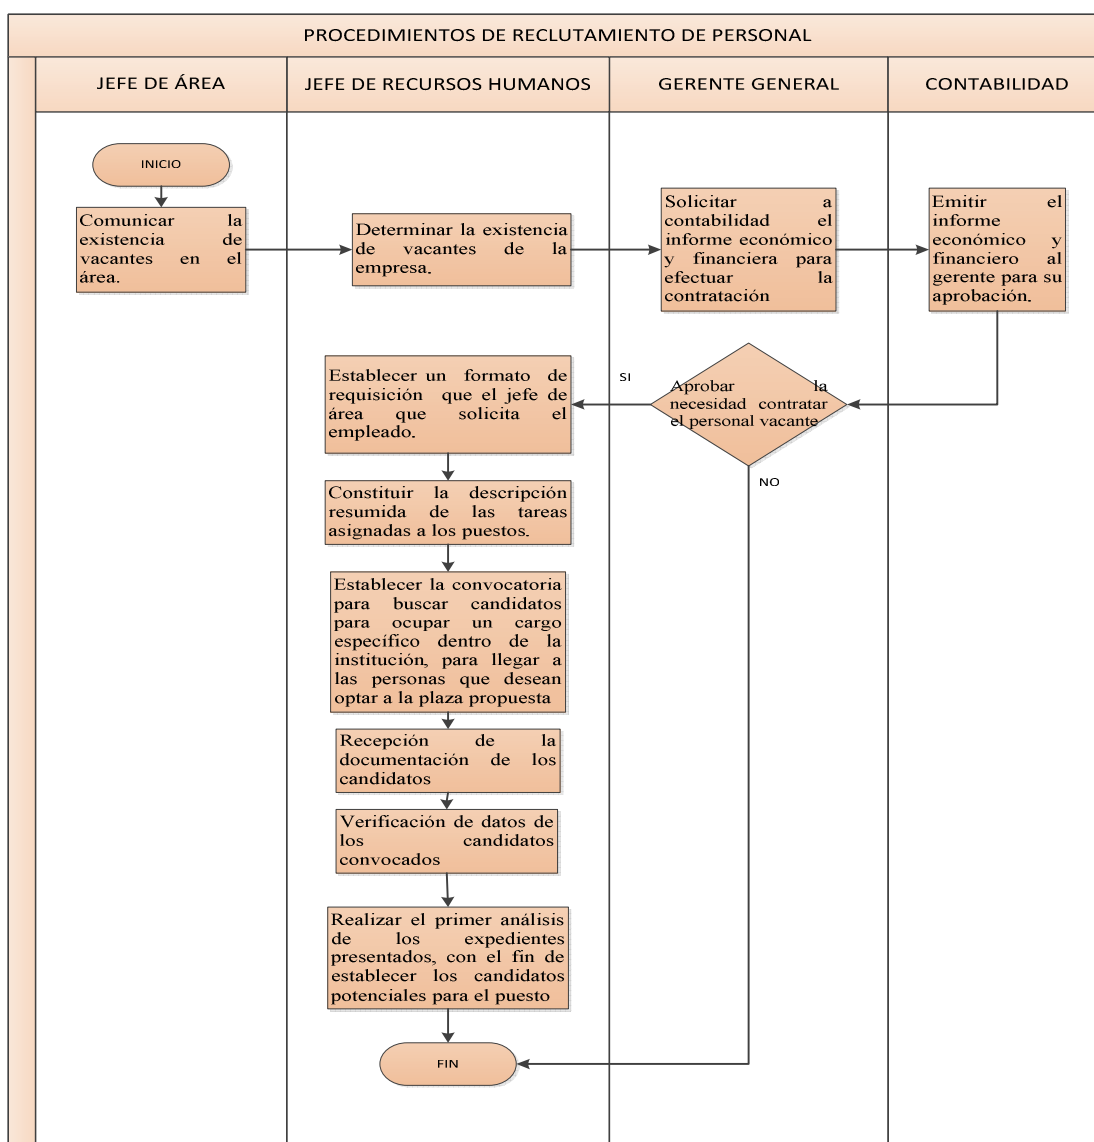 PROCEDIMIENTOS DE RECLUTAMIENTO DE PERSONAL
JEFE DE ÁREA
JEFE DE RECURSOS HUMANOS
GERENTE GENERAL
CONTABILIDAD
INICIO
Comunicar la
existencia de
vacantes en el
área.
Determinar la existencia
de vacantes de la
empresa.
Solicitar a
contabilidad el
informe económico
y financiera para
efectuar la
contratación
Emitir el
informe
económico y
financiero al
gerente para su
aprobación.
Aprobar la
necesidad contratar
el personal vacante
SI
NO
Establecer un formato de
requisición que el jefe de
área que solicita el
empleado.
Constituir la descripción
resumida de las tareas
asignadas a los puestos.
Establecer la convocatoria
para buscar candidatos
para ocupar un cargo
específico dentro de la
institución, para llegar a
las personas que desean
optar a la plaza propuesta
Recepción de la
documentación de los
candidatos
Verificación de datos de
los candidatos
convocados
Realizar el primer análisis
de los expedientes
presentados, con el fin de
establecer los candidatos
potenciales para el puesto
FIN